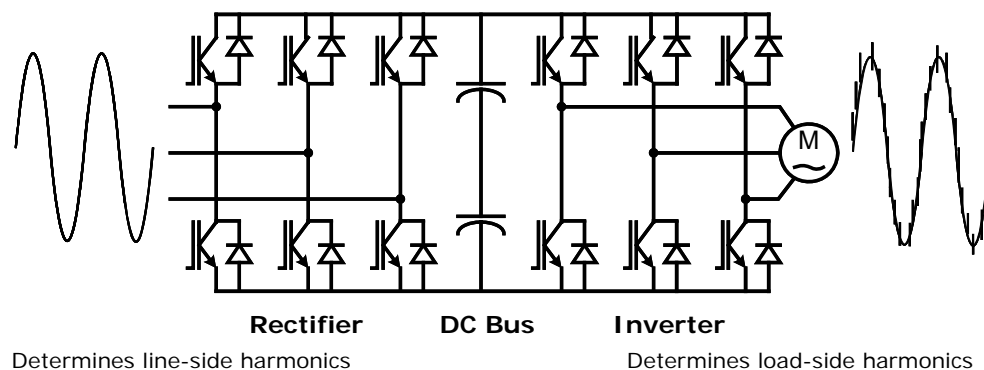 M
Rectifier DC Bus Inverter
Determines line-side harmonics Determines load-side harmonics